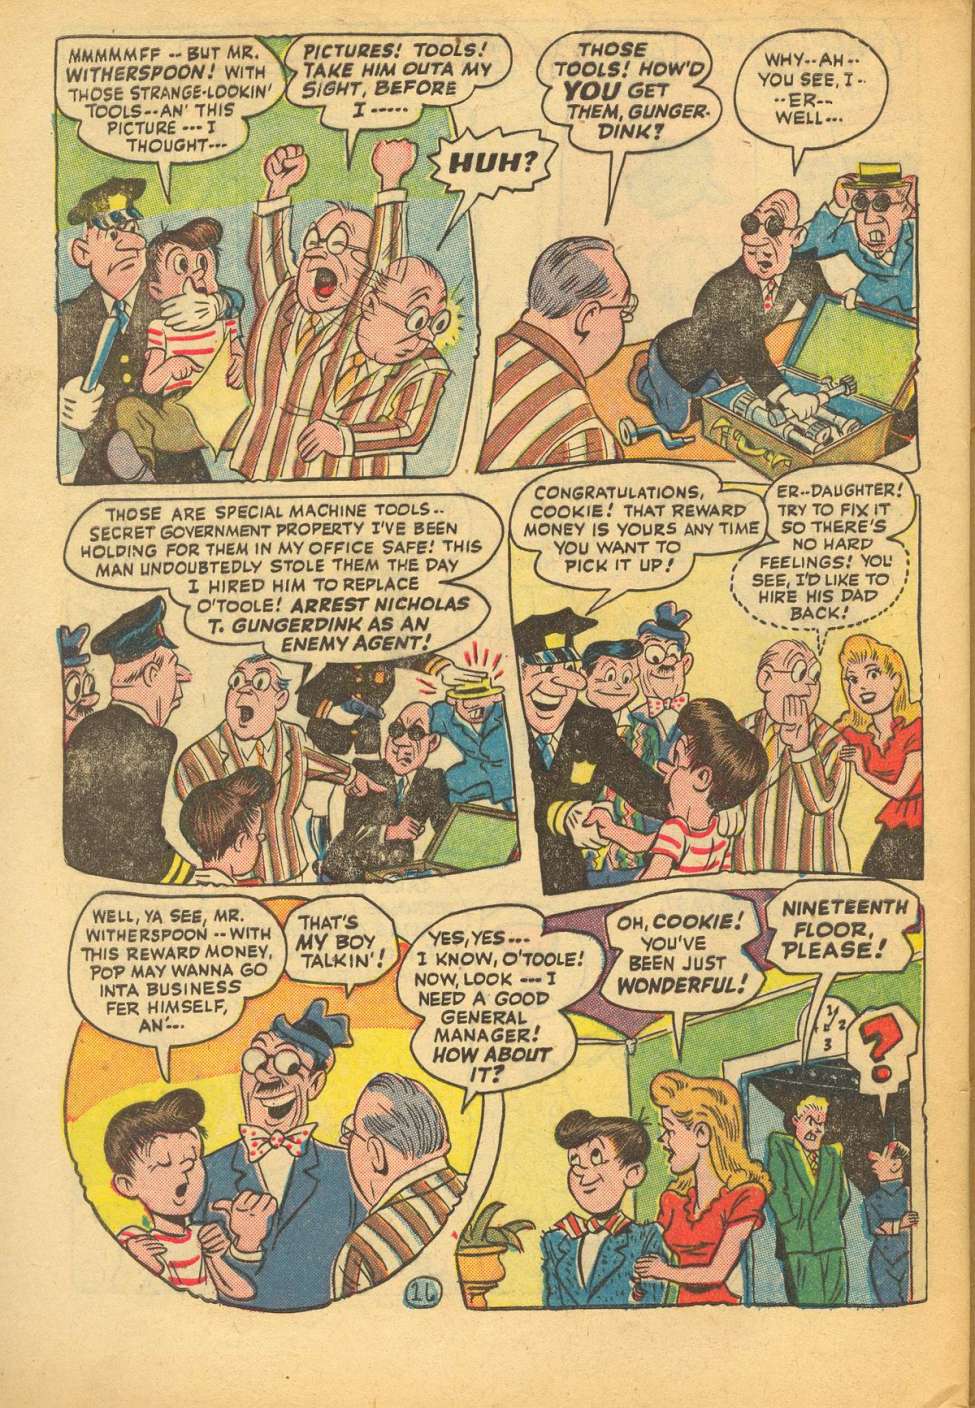 MMMMMFF -- BUT MR.
WITHERSPOON! WITH
THOSE STRANGE-LOOKIN'
TOOLS--AN' THIS
PICTURE --- I
THOUGHT---
PICTURES! TOOLS!
TAKE HIM OUTA MY
SIGHT, BEFORE
I -----
HUH?
THOSE
TOOLS! HOW'D
YOU GET
THEM, GUNGER-
DINK?
WHY--AH--
YOU SEE, I--
--ER--
WELL---
THOSE ARE SPECIAL MACHINE TOOLS--
SECRET GOVERNMENT PROPERTY I'VE BEEN
HOLDING FOR THEM IN MY OFFICE SAFE! THIS
MAN UNDOUBTEDLY STOLE THEM THE DAY
I HIRED HIM TO REPLACE
O'TOOLE! ARREST NICHOLAS
T. GUNGERDINK AS AN
ENEMY AGENT!
CONGRATULATIONS,
COOKIE! THAT REWARD
MONEY IS YOURS ANY TIME
YOU WANT TO
PICK IT UP!
ER--DAUGHTER!
TRY TO FIX IT
SO THERE'S
NO HARD
FEELINGS! YOU
SEE, I'D LIKE TO
HIRE HIS DAD
BACK!
WELL, YA SEE, MR.
WITHERSPOON -- WITH
THIS REWARD MONEY,
POP MAY WANNA GO
INTA BUSINESS
FER HIMSELF,
AN'---
THAT'S
MY BOY
TALKIN'!
YES, YES---
I KNOW, O'TOOLE!
NOW, LOOK --- I
NEED A GOOD
GENERAL
MANAGER!
HOW ABOUT
IT?
OH, COOKIE!
YOU'VE
BEEN JUST
WONDERFUL!
NINETEENTH
FLOOR,
PLEASE!
1
2
3
?
16